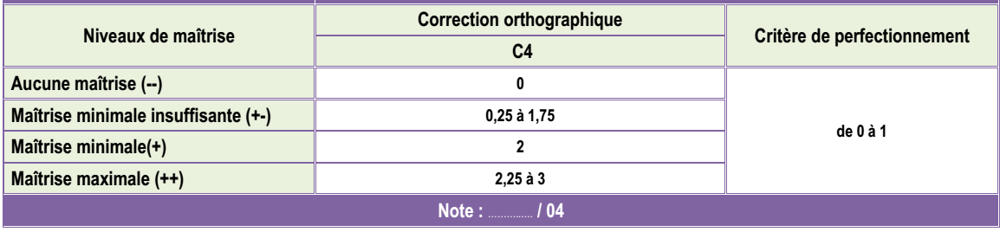 Niveaux de maîtrise
Correction orthographique
C4
Critère de perfectionnement
Aucune maîtrise (--)
0
Maîtrise minimale insuffisante (+-)
0,25 à 1,75
Maîtrise minimale(+)
2
Maîtrise maximale (++)
2,25 à 3
de 0 à 1
Note : .............. / 04